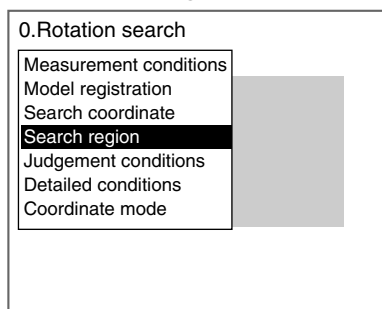 0.Rotation search
Measurement conditions
Model registration
Search coordinate
Search region
Judgement conditions
Detailed conditions
Coordinate mode